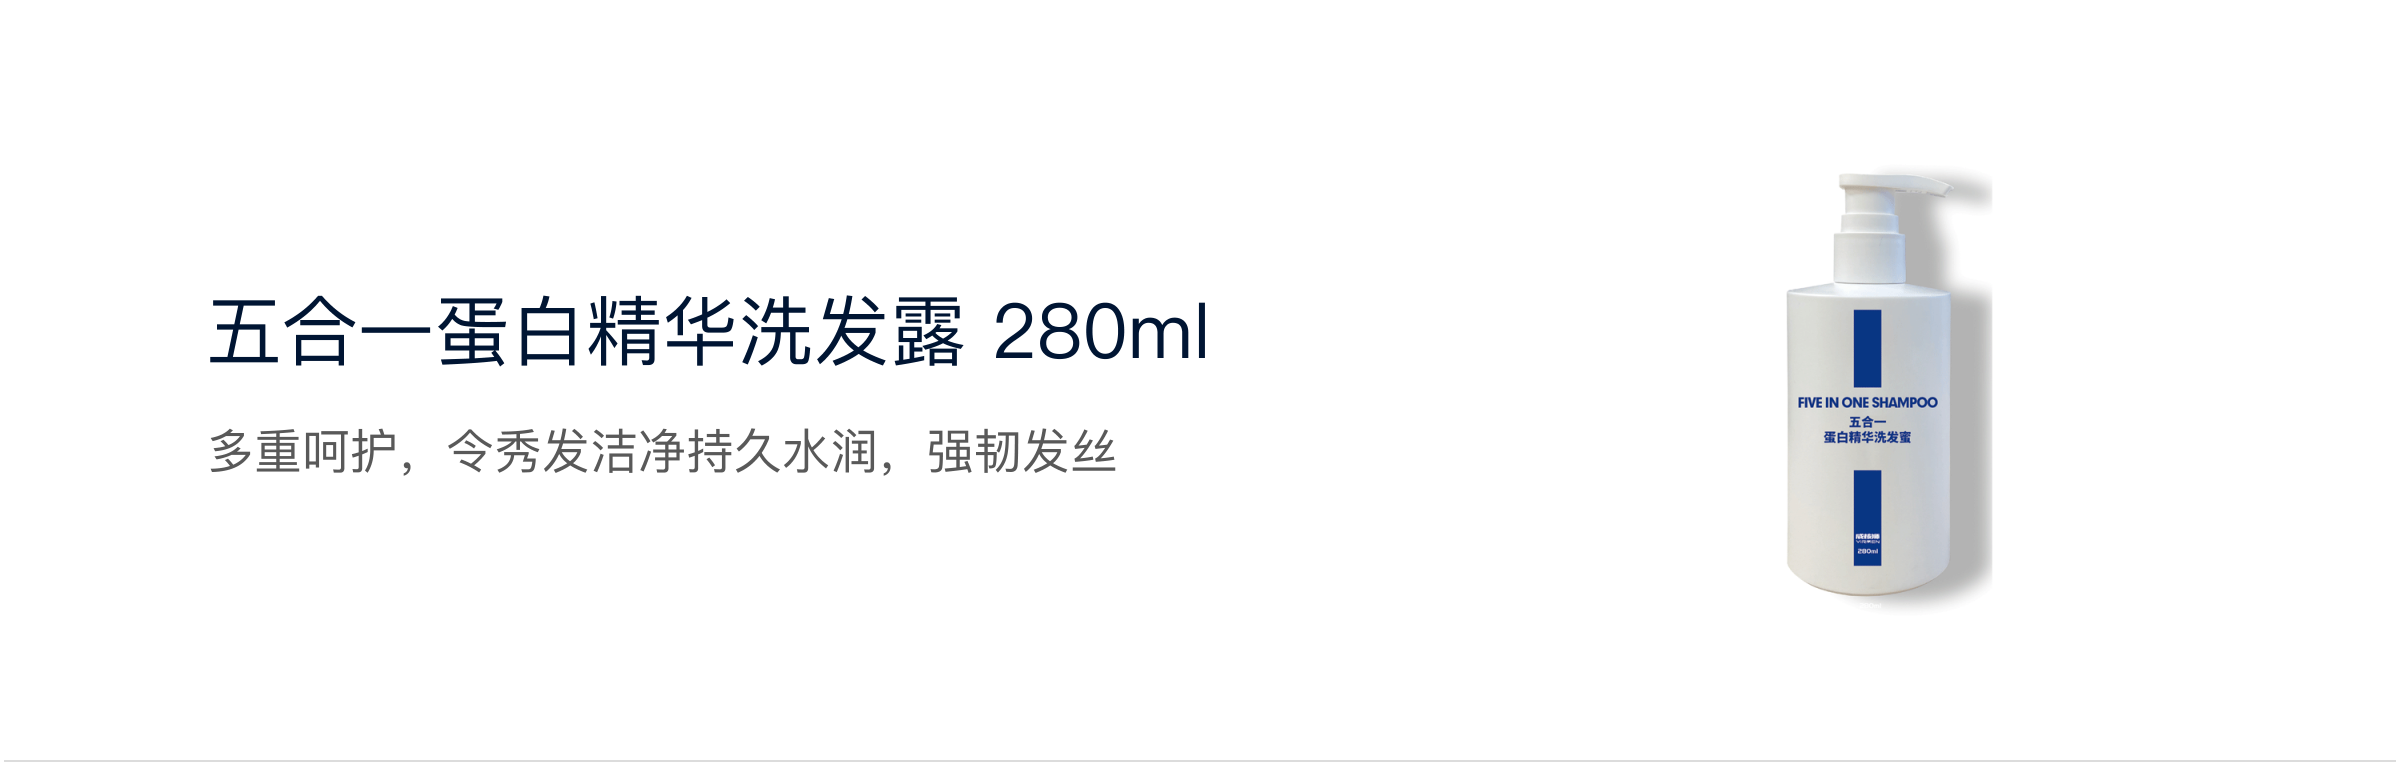 五合一蛋白精华洗发露 280ml
多重呵护，令秀发洁净持久水润，强韧发丝
FIVE IN ONE SHAMPOO
五合一
蛋白精华洗发蜜
280ml